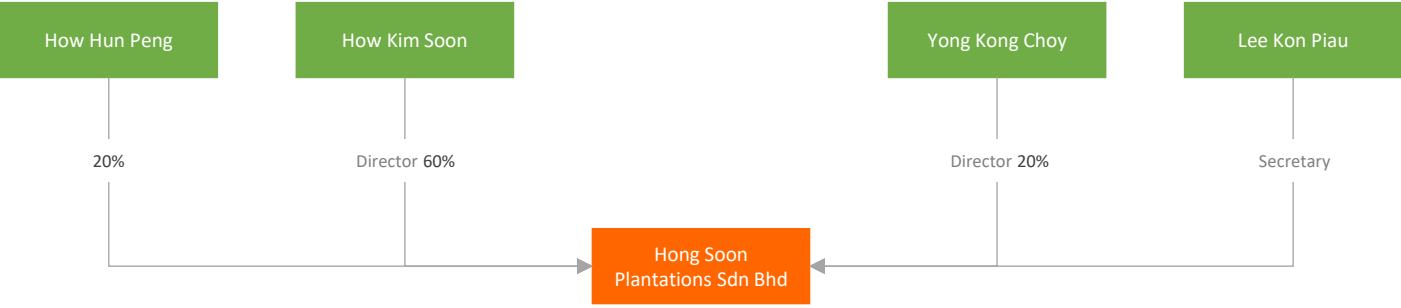 How Hun Peng
How Kim Soon
Yong Kong Choy
Lee Kon Piau
20%
Director 60%
Director 20%
Secretary
Hong Soon
Plantations Sdn Bhd